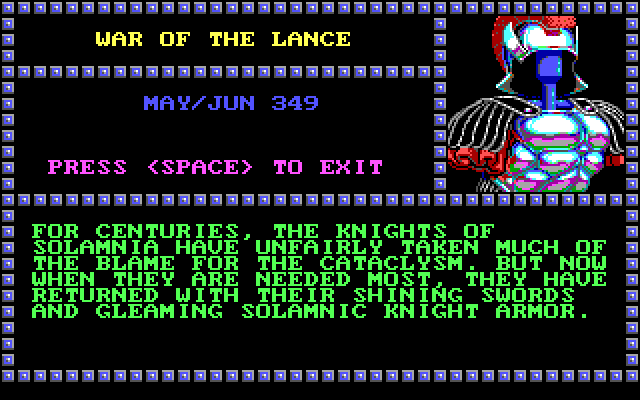 WAR OF THE LANCE
MAY/JUN 349
PRESS <SPACE> TO EXIT
FOR CENTURIES, THE KNIGHTS OF
SOLAMNIA HAVE UNFAIRLY TAKEN MUCH OF
THE BLAME FOR THE CATACLYSM. BUT NOW
WHEN THEY ARE NEEDED MOST, THEY HAVE
RETURNED WITH THEIR SHINING SWORDS
AND GLEAMING SOLAMNIC KNIGHT ARMOR.